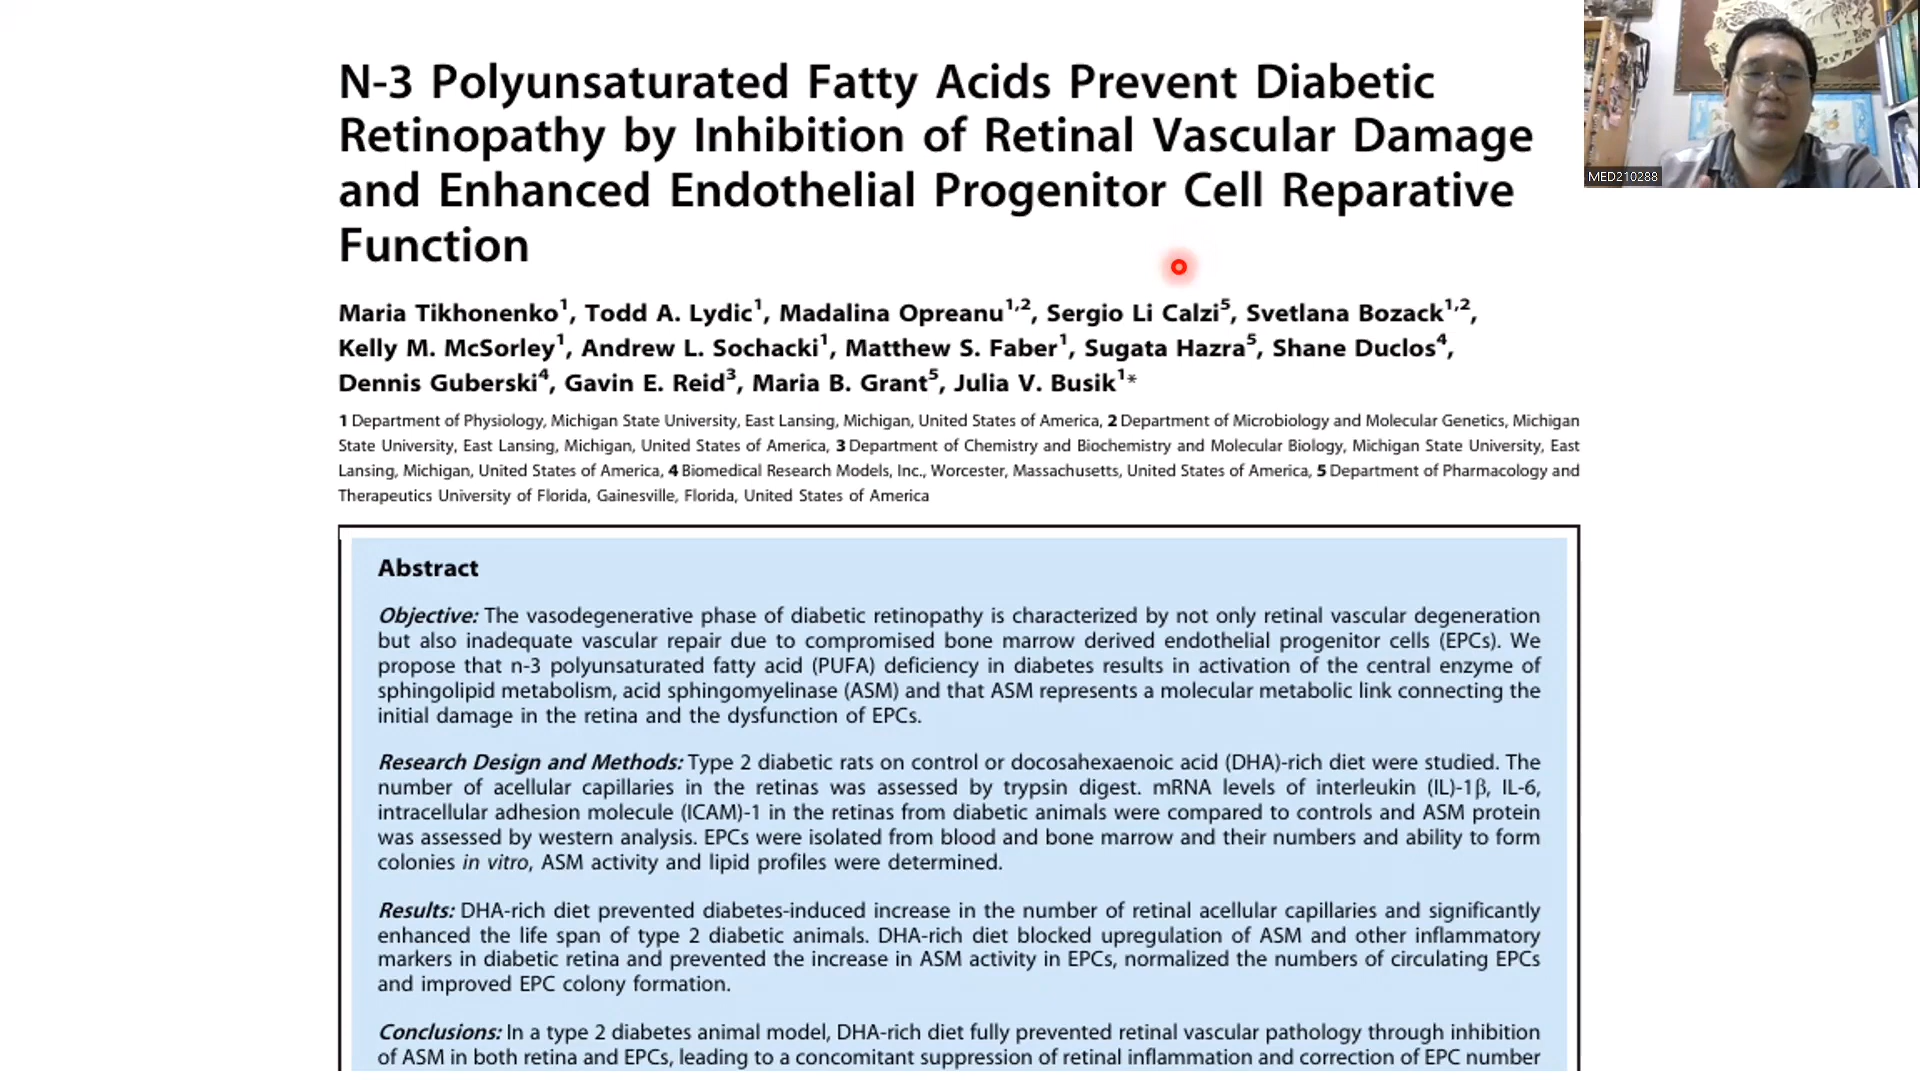 N-3 Polyunsaturated Fatty Acids Prevent Diabetic
Retinopathy by Inhibition of Retinal Vascular Damage
and Enhanced Endothelial Progenitor Cell Reparative
Function
MED210288
Maria Tikhonenko1, Todd A. Lydic1, Madalina Opreanu1,2, Sergio Li Calzi5, Svetlana Bozack1,2,
Kelly M. McSorley1, Andrew L. Sochacki1, Matthew S. Faber1, Sugata Hazra5, Shane Duclos4,
Dennis Guberski4, Gavin E. Reid3, Maria B. Grant5, Julia V. Busik1*
1 Department of Physiology, Michigan State University, East Lansing, Michigan, United States of America, 2 Department of Microbiology and Molecular Genetics, Michigan
State University, East Lansing, Michigan, United States of America, 3 Department of Chemistry and Biochemistry and Molecular Biology, Michigan State University, East
Lansing, Michigan, United States of America, 4 Biomedical Research Models, Inc., Worcester, Massachusetts, United States of America, 5 Department of Pharmacology and
Therapeutics University of Florida, Gainesville, Florida, United States of America
Abstract
Objective: The vasodegenerative phase of diabetic retinopathy is characterized by not only retinal vascular degeneration
but also inadequate vascular repair due to compromised bone marrow derived endothelial progenitor cells (EPCs). We
propose that n-3 polyunsaturated fatty acid (PUFA) deficiency in diabetes results in activation of the central enzyme of
sphingolipid metabolism, acid sphingomyelinase (ASM) and that ASM represents a molecular metabolic link connecting the
initial damage in the retina and the dysfunction of EPCs.
Research Design and Methods: Type 2 diabetic rats on control or docosahexaenoic acid (DHA)-rich diet were studied. The
number of acellular capillaries in the retinas was assessed by trypsin digest. mRNA levels of interleukin (IL)-1β, IL-6,
intracellular adhesion molecule (ICAM)-1 in the retinas from diabetic animals were compared to controls and ASM protein
was assessed by western analysis. EPCs were isolated from blood and bone marrow and their numbers and ability to form
colonies in vitro, ASM activity and lipid profiles were determined.
Results: DHA-rich diet prevented diabetes-induced increase in the number of retinal acellular capillaries and significantly
enhanced the life span of type 2 diabetic animals. DHA-rich diet blocked upregulation of ASM and other inflammatory
markers in diabetic retina and prevented the increase in ASM activity in EPCs, normalized the numbers of circulating EPCs
and improved EPC colony formation.
Conclusions: In a type 2 diabetes animal model, DHA-rich diet fully prevented retinal vascular pathology through inhibition
of ASM in both retina and EPCs, leading to a concomitant suppression of retinal inflammation and correction of EPC number